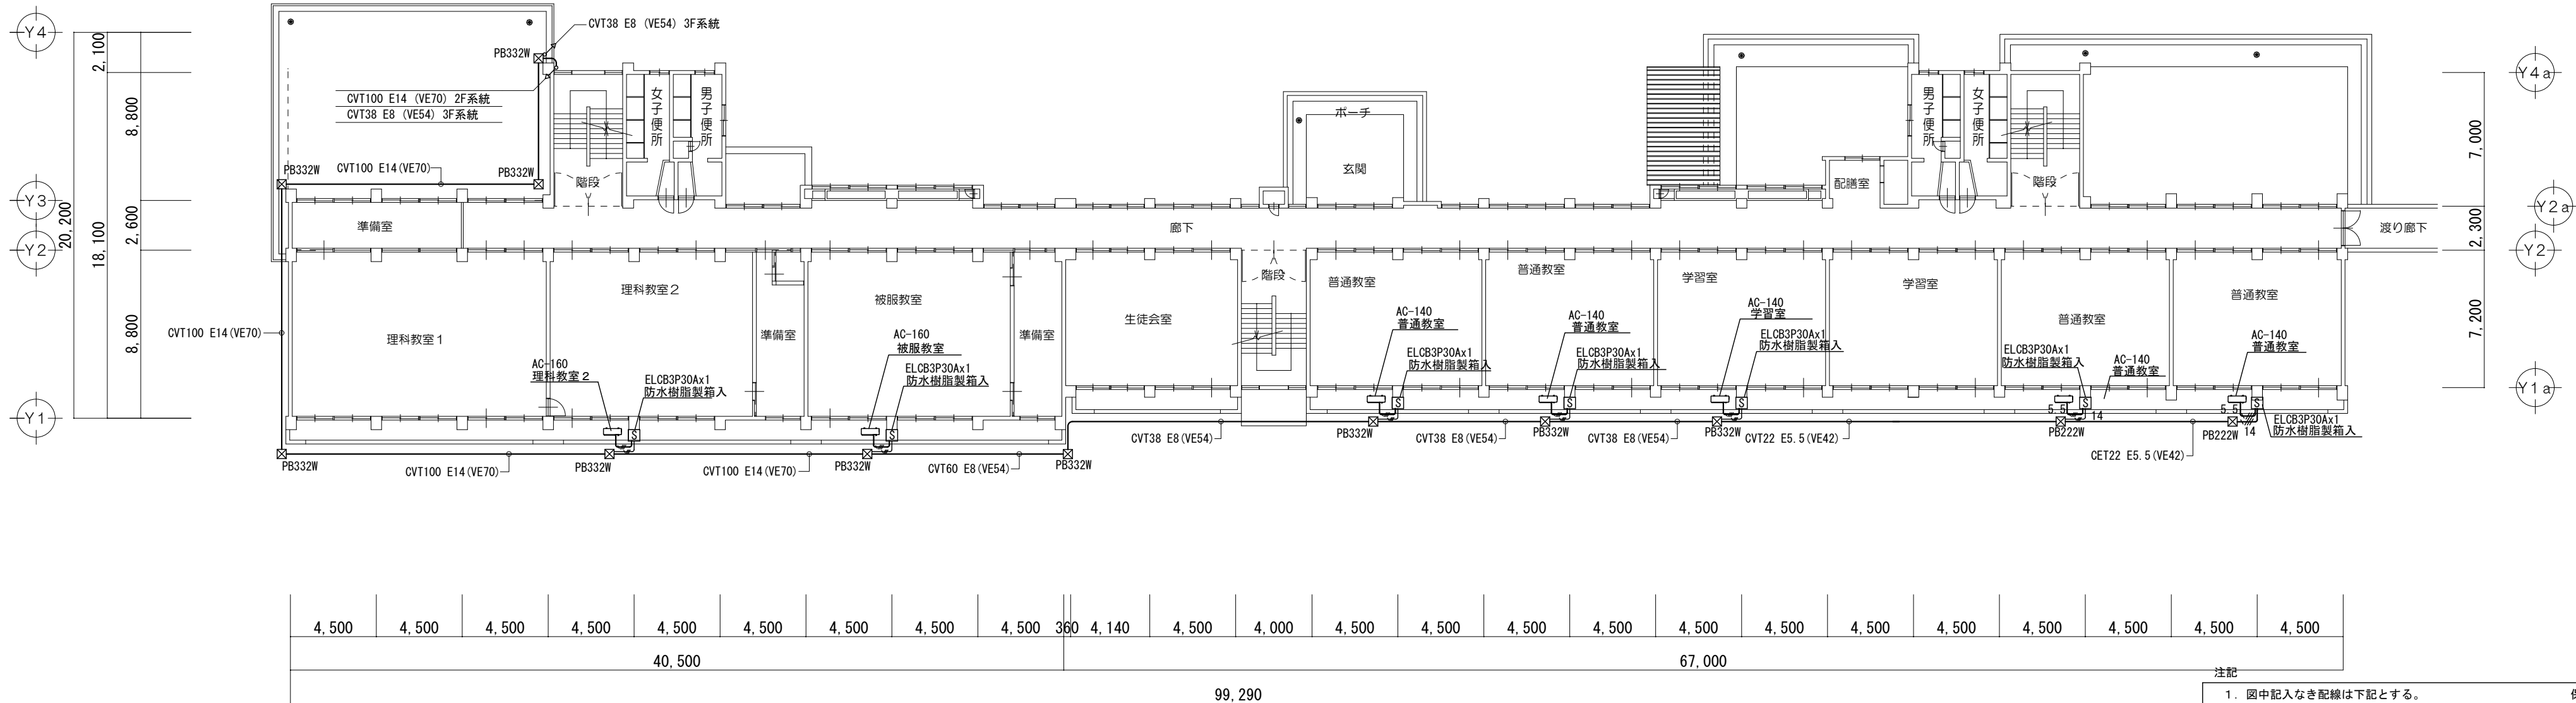 CVT38 E8 (VE54) 3F系統
PB332W
CVT100 E14 (VE70) 2F系統
CVT38 E8 (VE54) 3F系統
PB332W
CVT100 E14(VE70)
PB332W
Y4
Y3
Y2
Y1
2,100
8,800
2,600
8,800
18,100
20,200
女子便所
男子便所
階段
ポーチ
玄関
配膳室
男子便所
女子便所
階段
Y4a
Y2a
Y2
Y1a
7,000
2,300
7,200
準備室
廊下
渡り廊下
理科教室1
理科教室2
準備室
被服教室
準備室
生徒会室
階段
普通教室
普通教室
学習室
学習室
普通教室
普通教室
CVT100 E14(VE70)
AC-160
理科教室2
ELCB3P30Ax1
防水樹脂製箱入
AC-160
被服教室
ELCB3P30Ax1
防水樹脂製箱入
AC-140
普通教室
ELCB3P30Ax1
防水樹脂製箱入
AC-140
普通教室
ELCB3P30Ax1
防水樹脂製箱入
AC-140
学習室
ELCB3P30Ax1
防水樹脂製箱入
ELCB3P30Ax1
防水樹脂製箱入
AC-140
普通教室
AC-140
普通教室
ELCB3P30Ax1
防水樹脂製箱入
S
S
S
S
S
S
S
5.5
14
5.5
14
PB332W
CVT100 E14(VE70)
PB332W
CVT100 E14(VE70)
PB332W
CVT60 E8(VE54)
PB332W
CVT38 E8(VE54)
PB332W
CVT38 E8(VE54)
PB332W
CVT38 E8(VE54)
PB332W
CVT22 E5.5(VE42)
PB222W
CET22 E5.5(VE42)
PB222W
4,500
4,500
4,500
4,500
4,500
4,500
4,500
4,500
4,500
360
4,140
4,500
4,000
4,500
4,500
4,500
4,500
4,500
4,500
4,500
4,500
4,500
4,500
4,500
4,500
40,500
67,000
99,290
注記
1. 図中記入なき配線は下記とする。